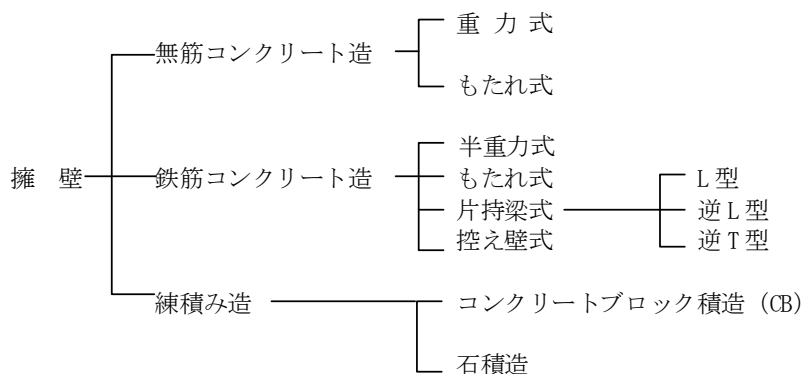 重 力 式
無筋コンクリート造
もたれ式
半重力式
擁 壁
鉄筋コンクリート造
もたれ式
L型
片持梁式
逆L型
控え壁式
逆T型
練積み造
コンクリートブロック積造（CB）
石積造